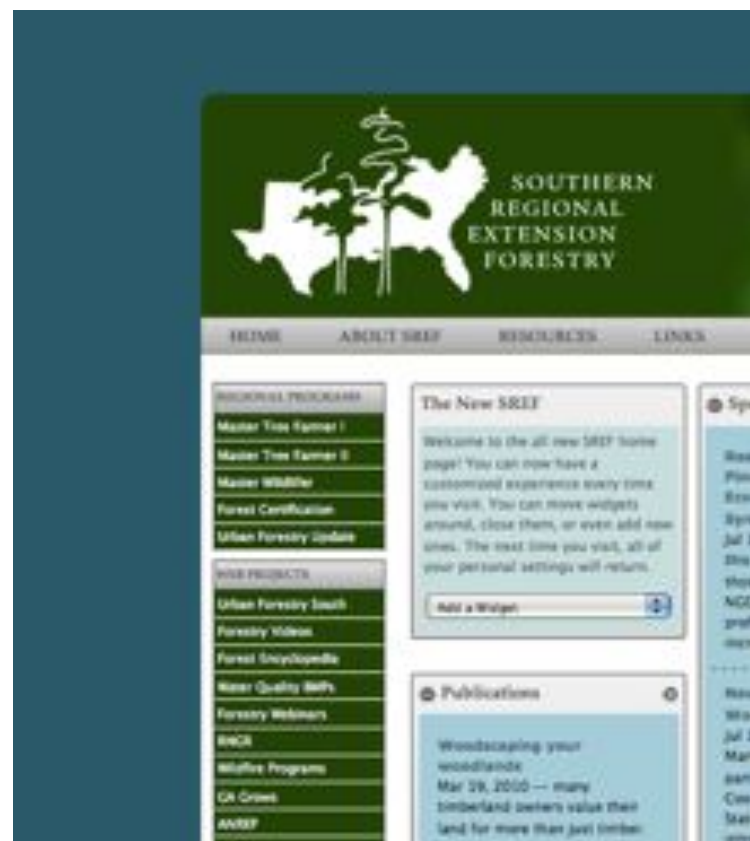 SOUTHERN
REGIONAL
EXTENSION
FORESTRY
HOME ABOUT SREF RESOURCES LINKS
REGIONAL PROGRAMS
Master Tree Farmer I
Master Tree Farmer II
Master Wildlifer
Forest Certification
Urban Forestry Update
WEB PROJECTS
Urban Forestry South
Forestry Videos
Forest Encyclopedia
Water Quality BMPs
Forestry Webinars
RNGR
Wildfire Programs
GA Grows
ANREP
The New SREF
Welcome to the all new SREF home
page! You can now have a
customized experience every time
you visit. You can move widgets
around, close them, or even add new
ones. The next time you visit, all of
your personal settings will return.
Add a Widget
Publications
Woodscaping your
woodlands
Mar 19, 2010 — many
timberland owners value their
land for more than just timber.